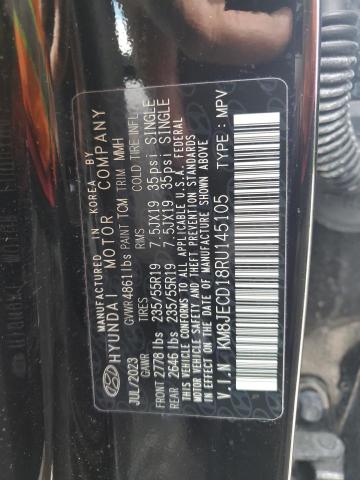 MANUFACTURED IN KOREA BY
HYUNDAI MOTOR COMPANY
JUL/2023 GVWR 4861 lbs PAINT TCM TRIM MMH
GAWR TIRES RMS COLD TIRE INFL
FRONT 2778 lbs 235/55R19 7.5JX19 35psi SINGLE
REAR 2646 lbs 235/55R19 7.5JX19 35psi SINGLE
THIS VEHICLE CONFORMS TO ALL APPLICABLE U.S.A. FEDERAL
MOTOR VEHICLE SAFETY AND THEFT PREVENTION STANDARDS
IN EFFECT ON THE DATE OF MANUFACTURE SHOWN ABOVE.
V.I.N : KM8JECD18RU145105 TYPE : MPV